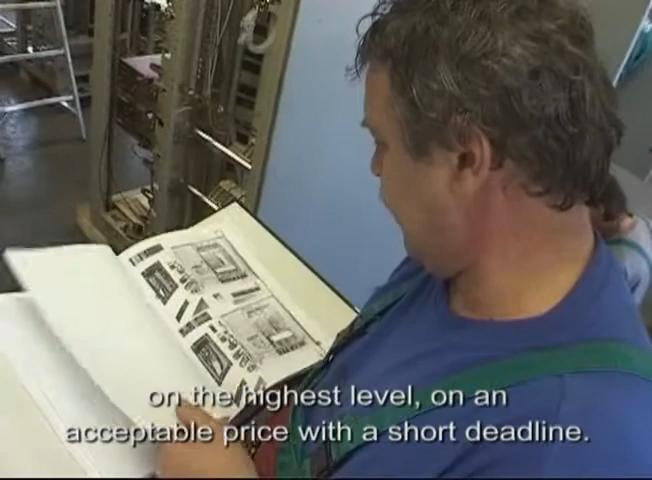 on the highest level, on an
acceptable price with a short deadline.